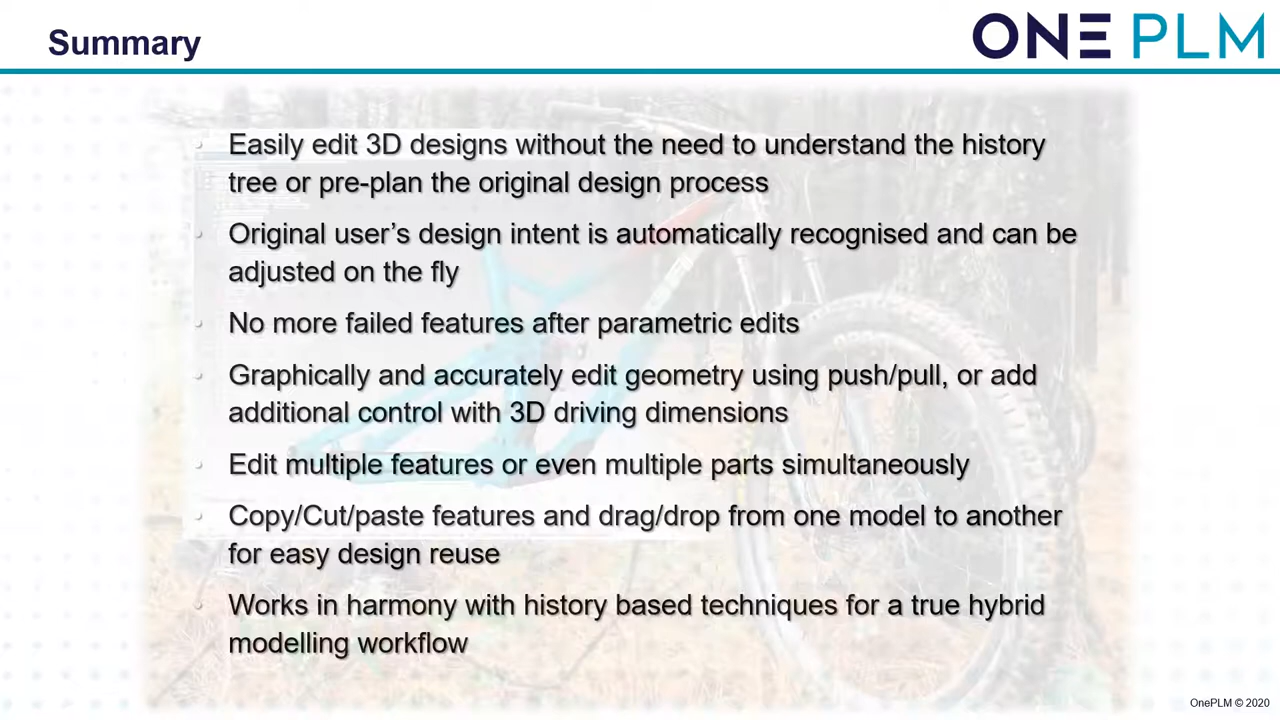 Summary
ONE PLM
Easily edit 3D designs without the need to understand the history
tree or pre-plan the original design process
Original user’s design intent is automatically recognised and can be
adjusted on the fly
No more failed features after parametric edits
Graphically and accurately edit geometry using push/pull, or add
additional control with 3D driving dimensions
Edit multiple features or even multiple parts simultaneously
Copy/Cut/paste features and drag/drop from one model to another
for easy design reuse
Works in harmony with history based techniques for a true hybrid
modelling workflow
OnePLM © 2020